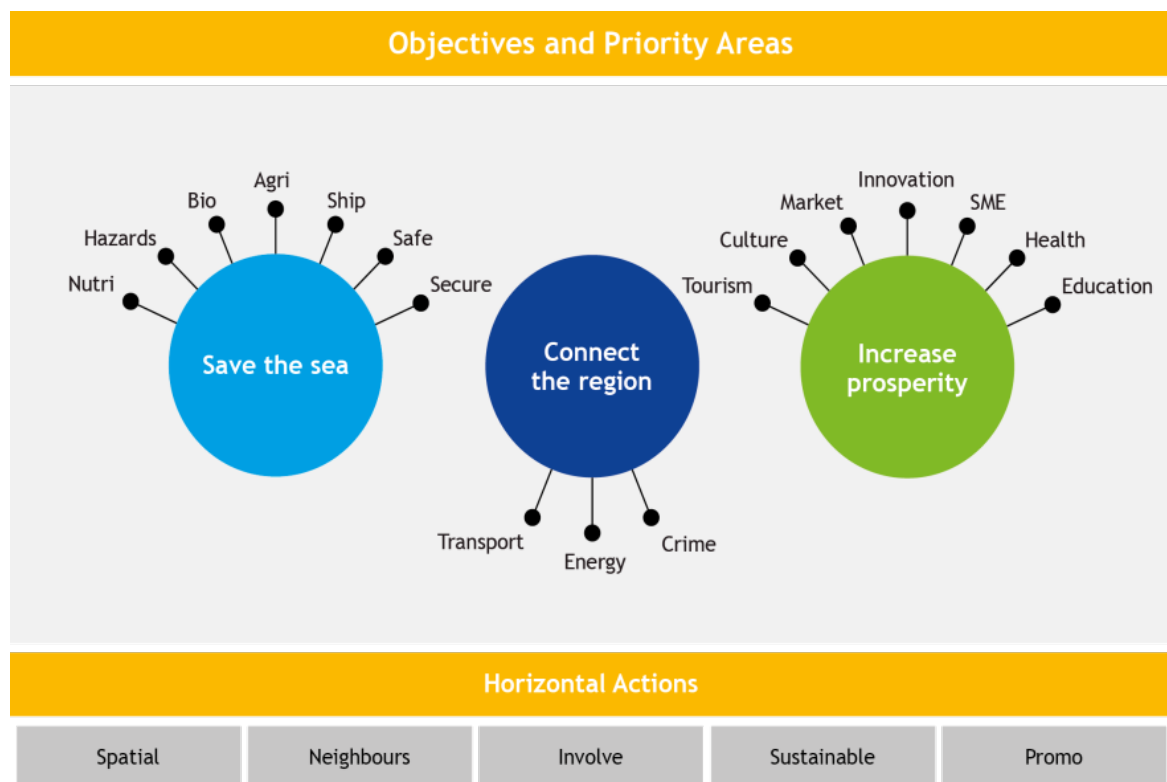 Objectives and Priority Areas
Nutri
Hazards
Bio
Agri
Ship
Safe
Secure
Save the sea
Connect
the region
Transport
Energy
Crime
Tourism
Culture
Market
Innovation
SME
Health
Education
Increase
prosperity
Horizontal Actions
Spatial
Neighbours
Involve
Sustainable
Promo